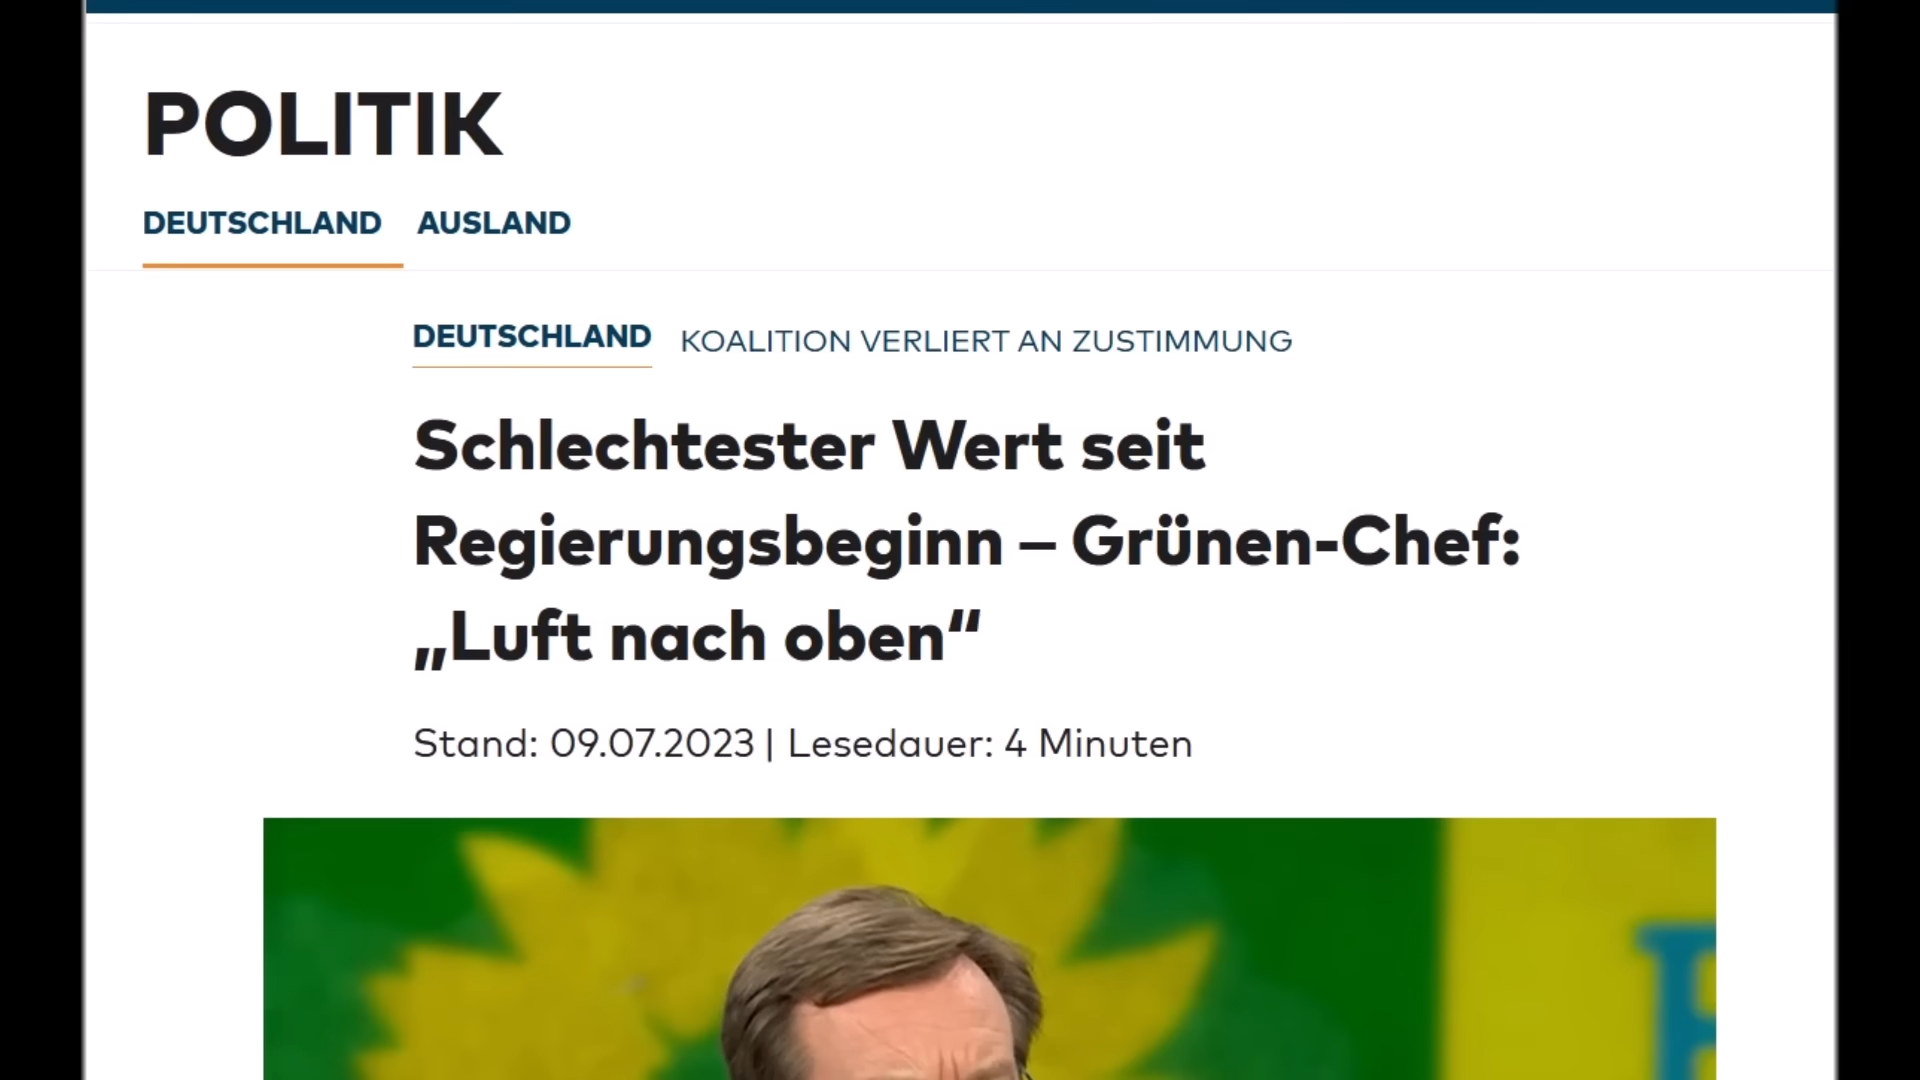 POLITIK
DEUTSCHLAND AUSLAND
DEUTSCHLAND KOALITION VERLIERT AN ZUSTIMMUNG
Schlechtester Wert seit
Regierungsbeginn – Grünen-Chef:
„Luft nach oben“
Stand: 09.07.2023 | Lesedauer: 4 Minuten